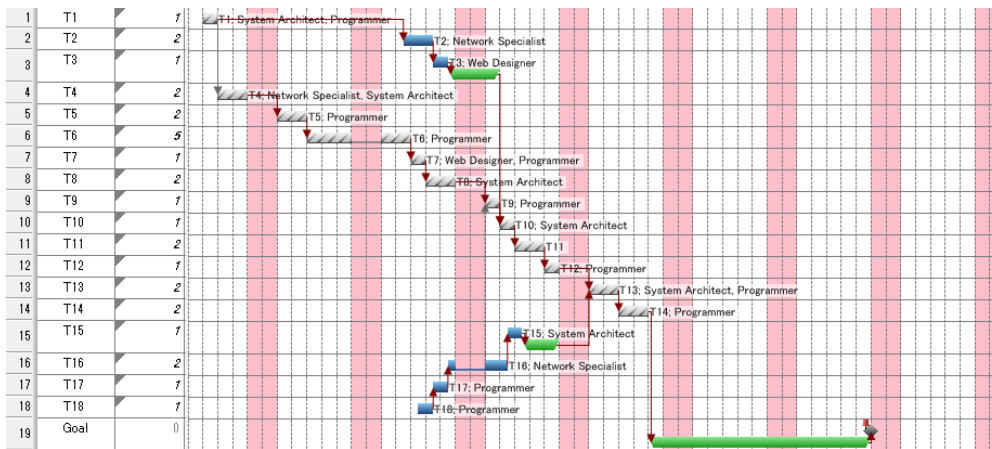 1 T1 1 T1; System Architect, Programmer
2 T2 2 T2; Network Specialist
3 T3 1 T3; Web Designer
4 T4 2 T4; Network Specialist, System Architect
5 T5 2 T5; Programmer
6 T6 5 T6; Programmer
7 T7 1 T7; Web Designer, Programmer
8 T8 2 T8; System Architect
9 T9 1 T9; Programmer
10 T10 1 T10; System Architect
11 T11 2 T11
12 T12 1 T12; Programmer
13 T13 2 T13; System Architect, Programmer
14 T14 2 T14; Programmer
15 T15 1 T15; System Architect
16 T16 2 T16; Network Specialist
17 T17 1 T17; Programmer
18 T18 1 T18; Programmer
19 Goal 0